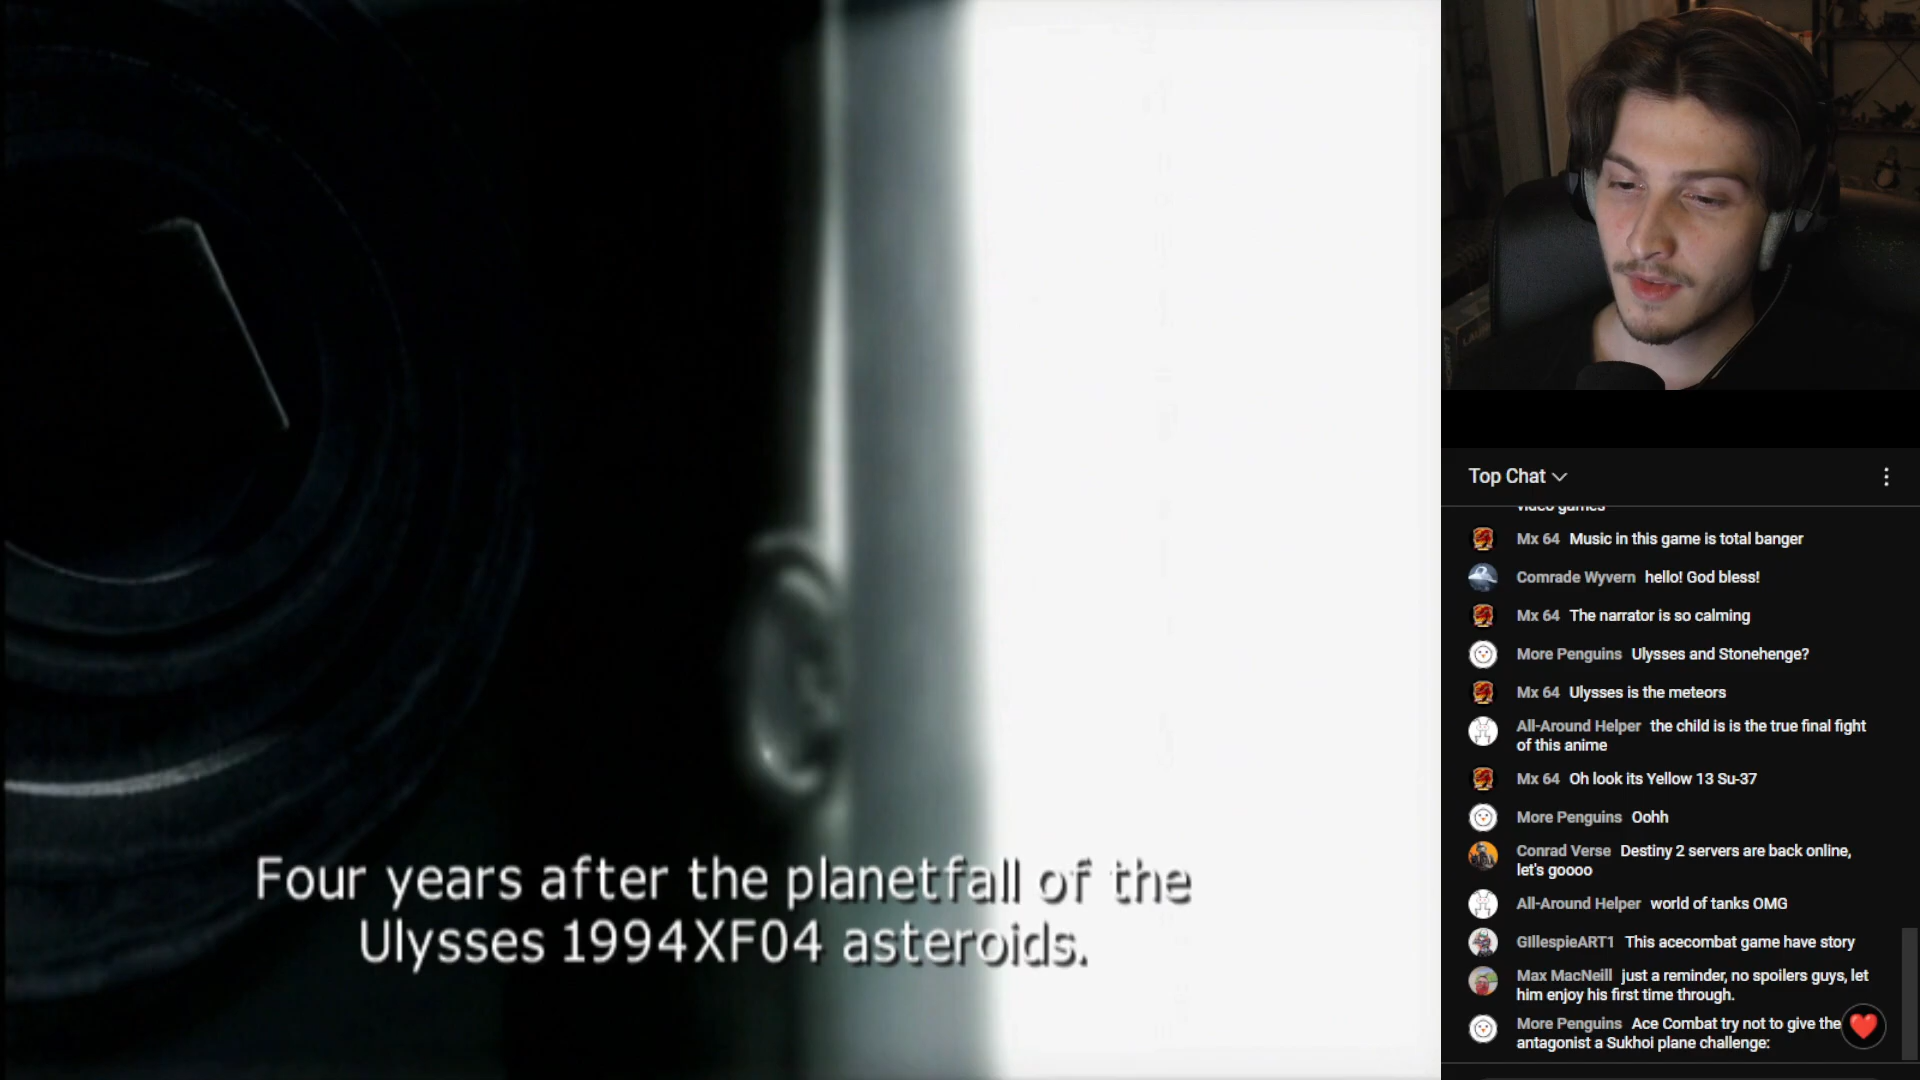 Four years after the planetfall of the
Ulysses 1994XF04 asteroids.
Top Chat
video games
Mx 64 Music in this game is total banger
Comrade Wyvern hello! God bless!
Mx 64 The narrator is so calming
More Penguins Ulysses and Stonehenge?
Mx 64 Ulysses is the meteors
All-Around Helper the child is is the true final fight
of this anime
Mx 64 Oh look its Yellow 13 Su-37
More Penguins Oohh
Conrad Verse Destiny 2 servers are back online,
let's goooo
All-Around Helper world of tanks OMG
GIllespieART1 This acecombat game have story
Max MacNeill just a reminder, no spoilers guys, let
him enjoy his first time through.
More Penguins Ace Combat try not to give the
antagonist a Sukhoi plane challenge: